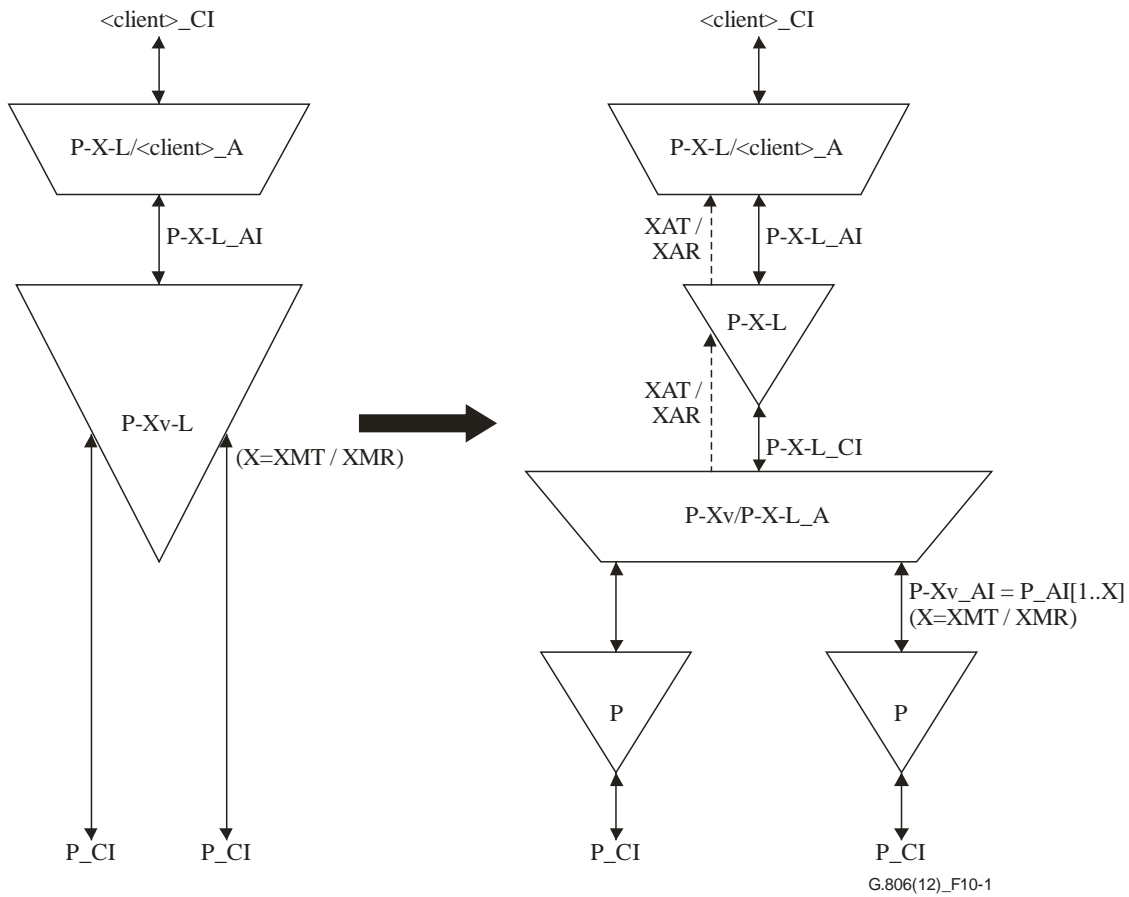 <client>_CI
P-X-L/<client>_A
P-X-L_AI
P-Xv-L
(X=XMT / XMR)
P_CI
P_CI
<client>_CI
P-X-L/<client>_A
XAT /
XAR
P-X-L_AI
P-X-L
XAT /
XAR
P-X-L_CI
P-Xv/P-X-L_A
P-Xv_AI = P_AI[1..X]
(X=XMT / XMR)
P
P
P_CI
P_CI
G.806(12)_F10-1